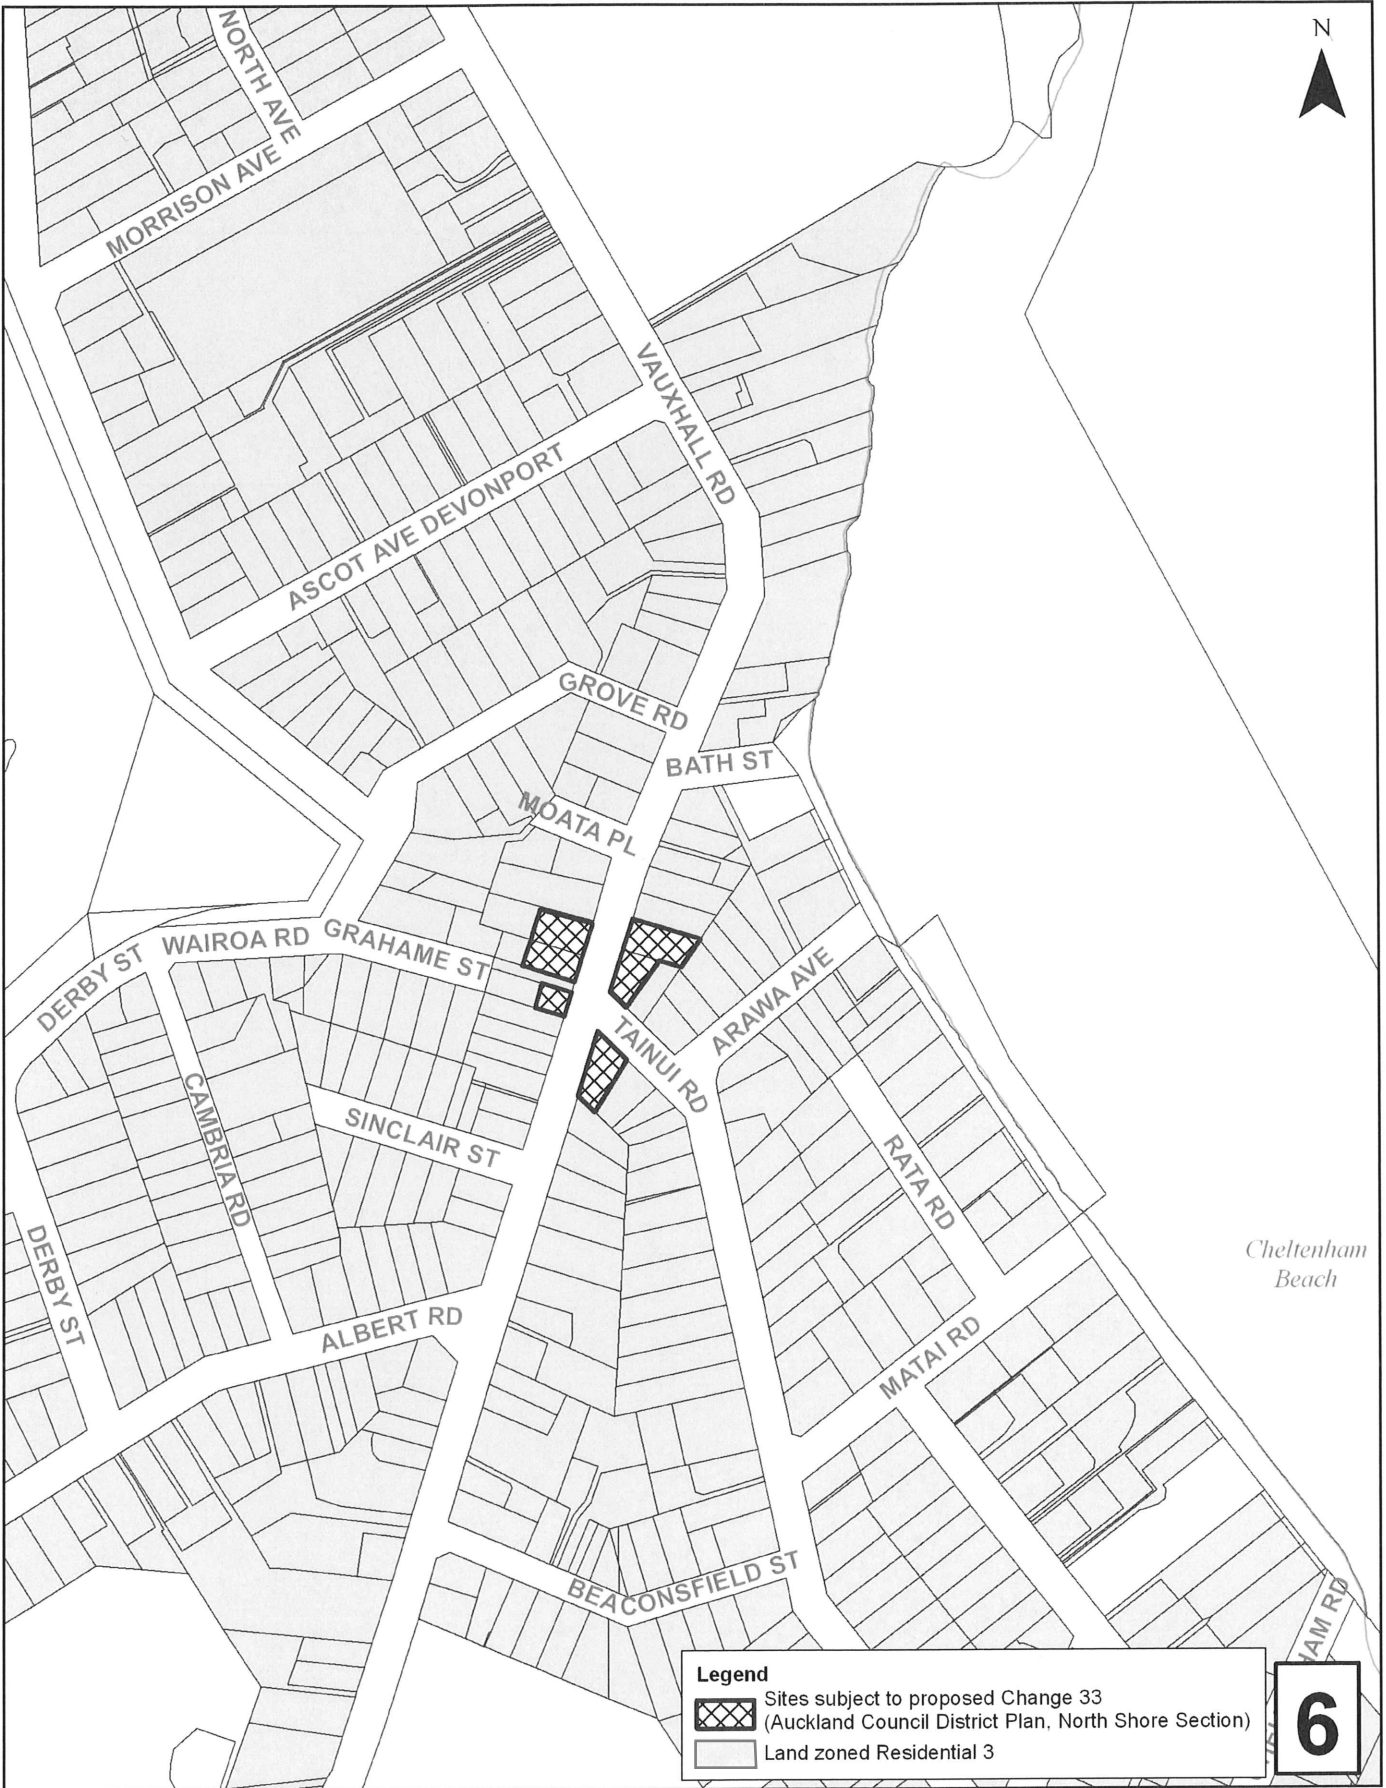 N
NORTH AVE
MORRISON AVE
VAUXHALL RD
ASCOT AVE DEVONPORT
GROVE RD
BATH ST
MOATA PL
WAIROA RD
GRAHAME ST
DERBY ST
ARAWA AVE
TAINUI RD
CAMBRIA RD
SINCLAIR ST
RATA RD
DERBY ST
Cheltenham
Beach
ALBERT RD
MATAI RD
BEACONSFIELD ST
HAM RD
Legend
Sites subject to proposed Change 33
(Auckland Council District Plan, North Shore Section)
Land zoned Residential 3
6